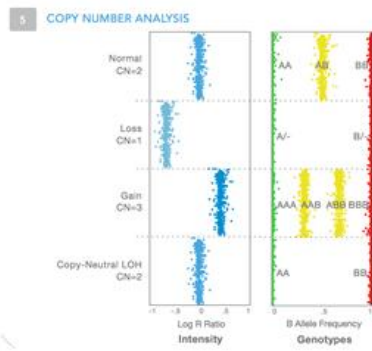 5 COPY NUMBER ANALYSIS
Normal
CN=2
AA AB BB
Loss
CN=1
A/- B/-
Gain
CN=3
AAA AAB ABB BBB
Copy-Neutral LOH
CN=2
AA BB
-1 -.5 0 .5 1
0 .5 1
Log R Ratio
B Allele Frequency
Intensity
Genotypes